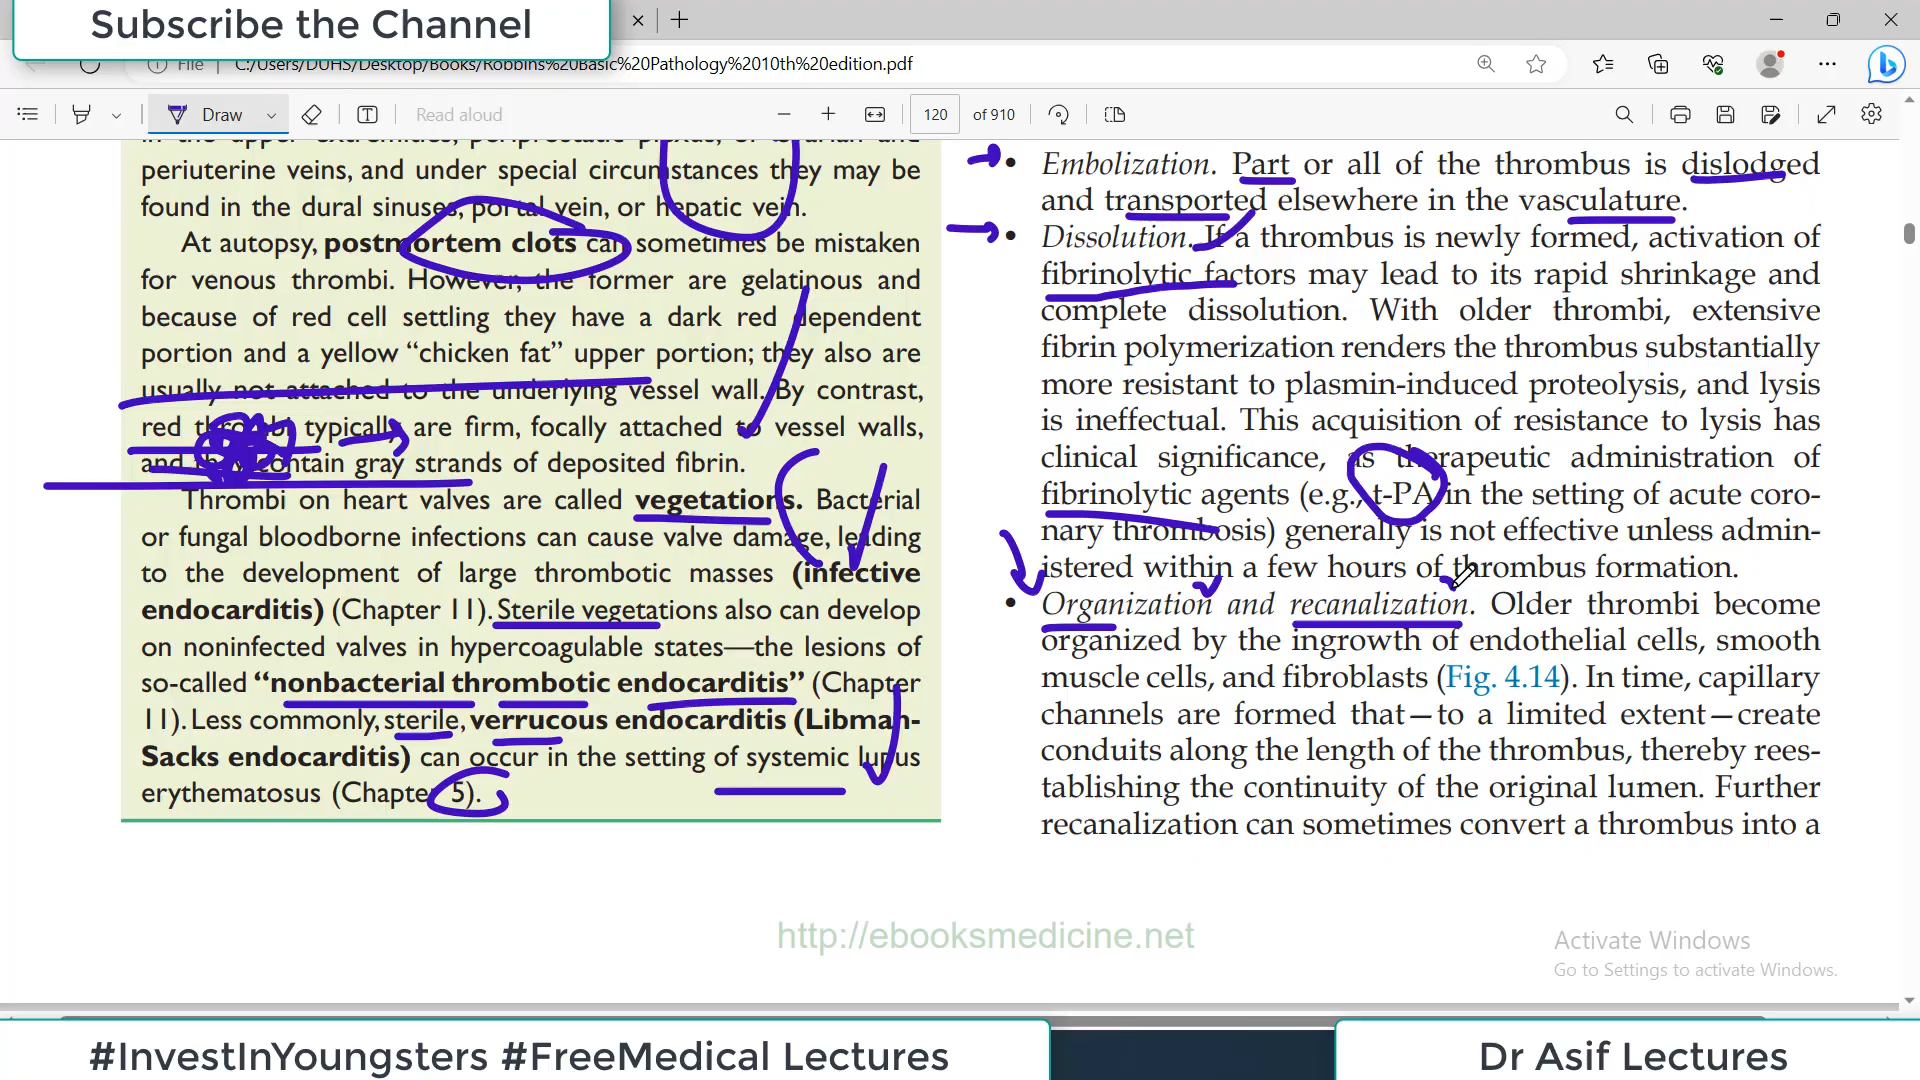 Subscribe the Channel
File
C:/Users/DUHS/Desktop/Books/Robbins%20Basic%20Pathology%2010th%20edition.pdf
Draw
Read aloud
120 of 910
periuterine veins, and under special circumstances they may be
found in the dural sinuses, portal vein, or hepatic vein.
At autopsy, postmortem clots can sometimes be mistaken
for venous thrombi. However, the former are gelatinous and
because of red cell settling they have a dark red dependent
portion and a yellow “chicken fat” upper portion; they also are
usually not attached to the underlying vessel wall. By contrast,
red thrombi typically are firm, focally attached to vessel walls,
and they contain gray strands of deposited fibrin.
Thrombi on heart valves are called vegetations. Bacterial
or fungal bloodborne infections can cause valve damage, leading
to the development of large thrombotic masses (infective
endocarditis) (Chapter 11). Sterile vegetations also can develop
on noninfected valves in hypercoagulable states—the lesions of
so-called “nonbacterial thrombotic endocarditis” (Chapter
11). Less commonly, sterile, verrucous endocarditis (Libman-
Sacks endocarditis) can occur in the setting of systemic lupus
erythematosus (Chapter 5).
• Embolization. Part or all of the thrombus is dislodged
and transported elsewhere in the vasculature.
• Dissolution. If a thrombus is newly formed, activation of
fibrinolytic factors may lead to its rapid shrinkage and
complete dissolution. With older thrombi, extensive
fibrin polymerization renders the thrombus substantially
more resistant to plasmin-induced proteolysis, and lysis
is ineffectual. This acquisition of resistance to lysis has
clinical significance, as therapeutic administration of
fibrinolytic agents (e.g., t-PA in the setting of acute coro-
nary thrombosis) generally is not effective unless admin-
istered within a few hours of thrombus formation.
• Organization and recanalization. Older thrombi become
organized by the ingrowth of endothelial cells, smooth
muscle cells, and fibroblasts (Fig. 4.14). In time, capillary
channels are formed that—to a limited extent—create
conduits along the length of the thrombus, thereby rees-
tablishing the continuity of the original lumen. Further
recanalization can sometimes convert a thrombus into a
http://ebooksmedicine.net
Activate Windows
Go to Settings to activate Windows.
#InvestInYoungsters #FreeMedical Lectures
Dr Asif Lectures